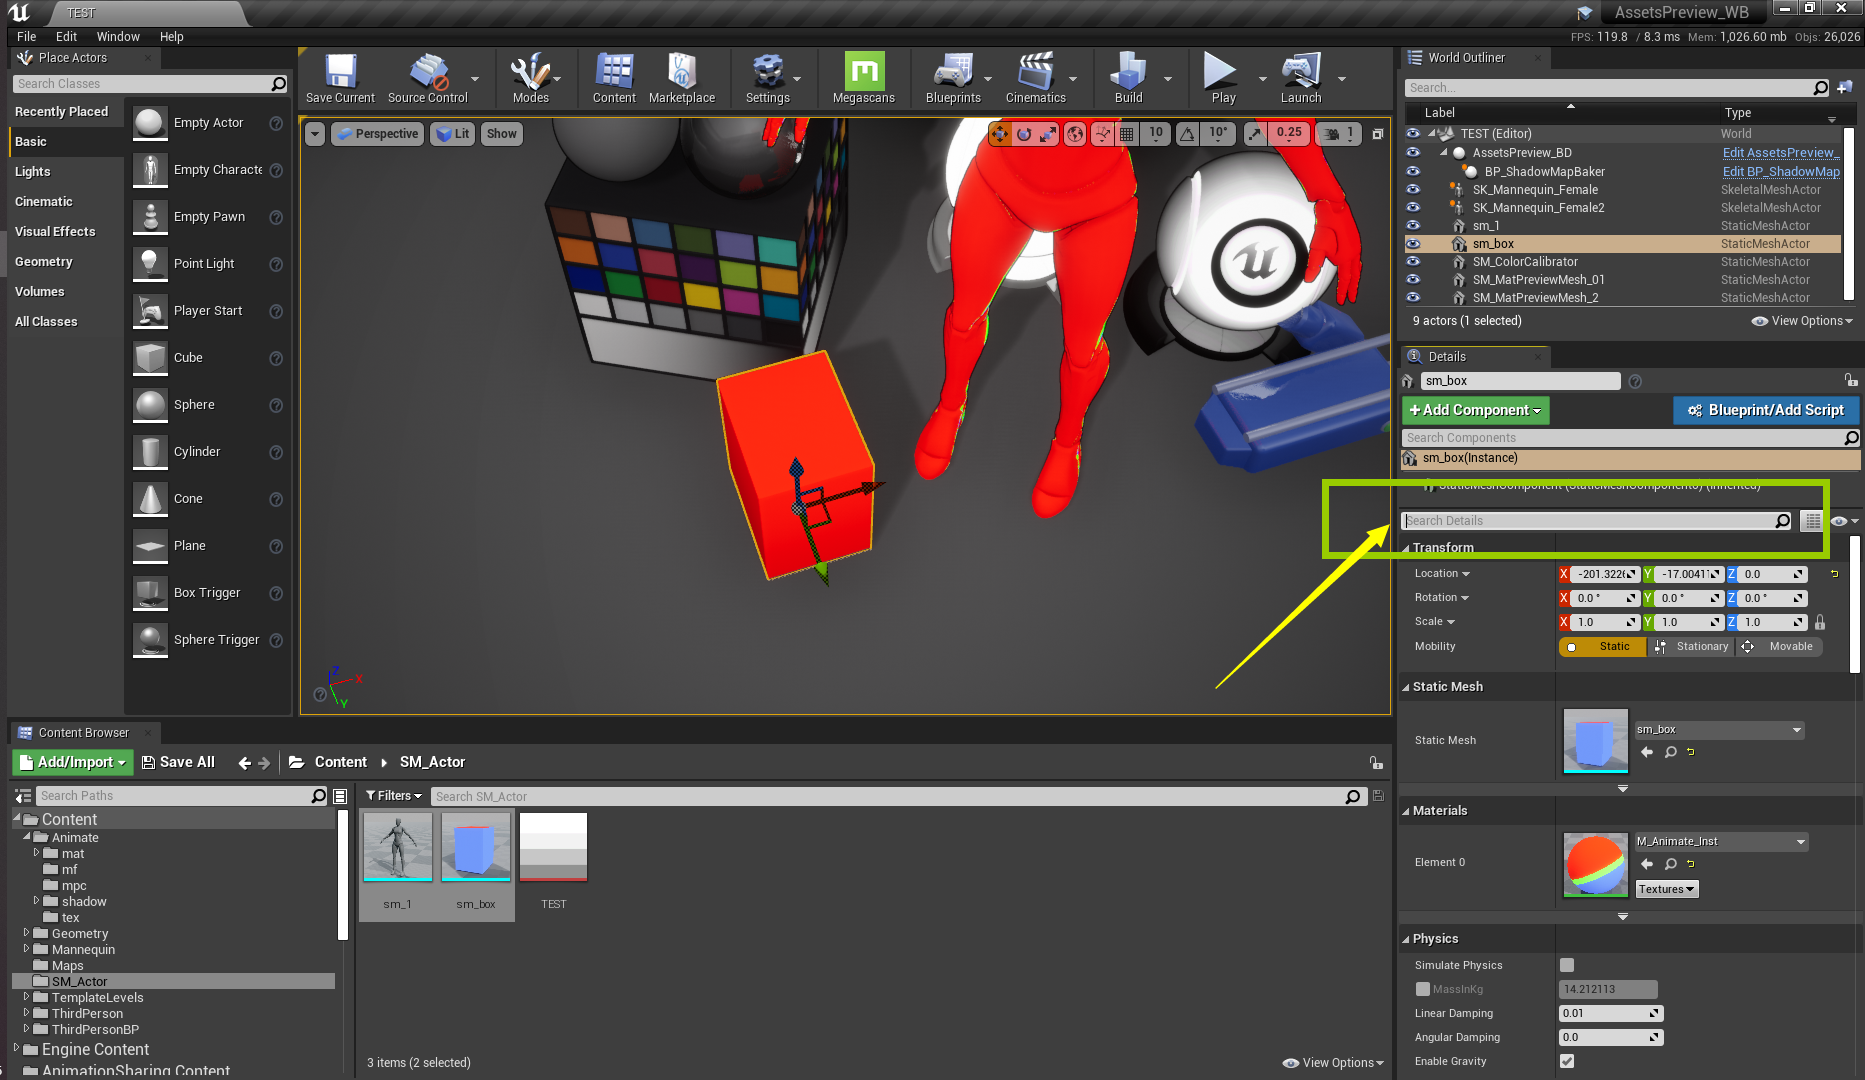 TEST
AssetsPreview_WB
File Edit Window Help
FPS: 119.8 / 8.3 ms Mem: 1,026.60 mb Objs: 26,026
Place Actors
Search Classes
Recently Placed
Basic
Lights
Cinematic
Visual Effects
Geometry
Volumes
All Classes
Empty Actor
Empty Characte
Empty Pawn
Point Light
Player Start
Cube
Sphere
Cylinder
Cone
Plane
Box Trigger
Sphere Trigger
Save Current
Source Control
Modes
Content
Marketplace
Settings
Megascans
Blueprints
Cinematics
Build
Play
Launch
Perspective
Lit
Show
10
10°
0.25
1
Z
X
Y
World Outliner
Search...
Label Type
TEST (Editor) World
AssetsPreview_BD Edit AssetsPreview_
BP_ShadowMapBaker Edit BP_ShadowMap
SK_Mannequin_Female SkeletalMeshActor
SK_Mannequin_Female2 SkeletalMeshActor
sm_1 StaticMeshActor
sm_box StaticMeshActor
SM_ColorCalibrator StaticMeshActor
SM_MatPreviewMesh_01 StaticMeshActor
SM_MatPreviewMesh_2 StaticMeshActor
9 actors (1 selected)
View Options
Details
sm_box
+Add Component
Blueprint/Add Script
Search Components
sm_box(Instance)
StaticMeshComponent (StaticMeshComponent0) (Inherited)
Search Details
Transform
Location X -201.322 Y -17.0041 Z 0.0
Rotation X 0.0 ° Y 0.0 ° Z 0.0 °
Scale X 1.0 Y 1.0 Z 1.0
Mobility Static Stationary Movable
Static Mesh
Static Mesh
sm_box
Materials
Element 0
M_Animate_Inst
Textures
Physics
Simulate Physics
MassInKg 14.212113
Linear Damping 0.01
Angular Damping 0.0
Enable Gravity
Content Browser
Add/Import
Save All
Content
SM_Actor
Search Paths
Filters
Search SM_Actor
Content
Animate
mat
mf
mpc
shadow
tex
Geometry
Mannequin
Maps
SM_Actor
TemplateLevels
ThirdPerson
ThirdPersonBP
Engine Content
AnimationSharing Content
sm_1
sm_box
TEST
3 items (2 selected)
View Options